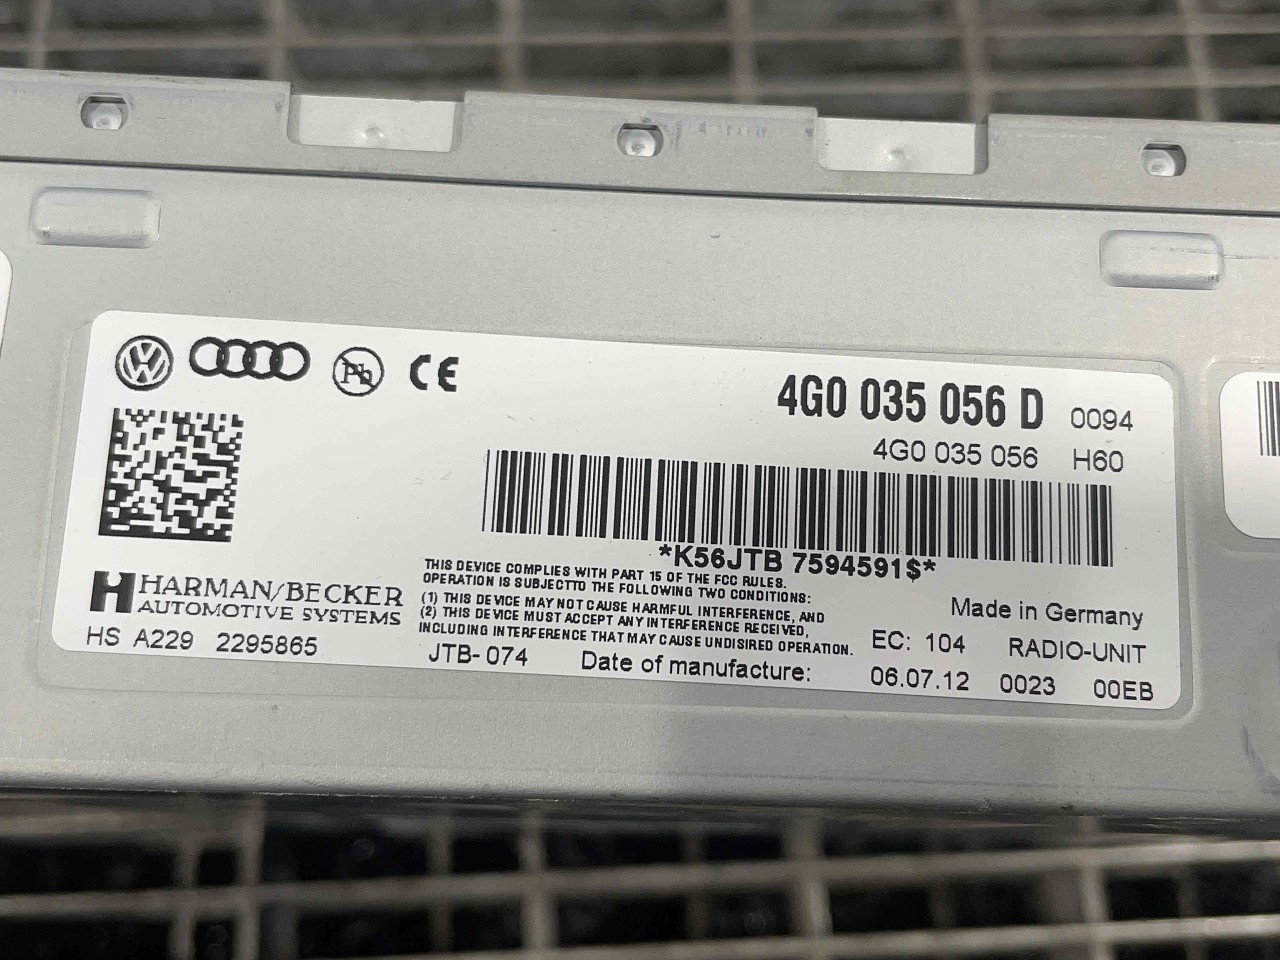 Pb CE
4G0 035 056 D 0094
4G0 035 056 H60
*K56JTB 7594591$*
HARMAN/BECKER
AUTOMOTIVE SYSTEMS
HS A229 2295865
THIS DEVICE COMPLIES WITH PART 15 OF THE FCC RULES.
OPERATION IS SUBJECTTO THE FOLLOWING TWO CONDITIONS:
(1) THIS DEVICE MAY NOT CAUSE HARMFUL INTERFERENCE, AND
(2) THIS DEVICE MUST ACCEPT ANY INTERFERENCE RECEIVED,
INCLUDING INTERFERENCE THAT MAY CAUSE UNDISIRED OPERATION.
Made in Germany
EC: 104 RADIO-UNIT
JTB-074 Date of manufacture: 06.07.12 0023 00EB